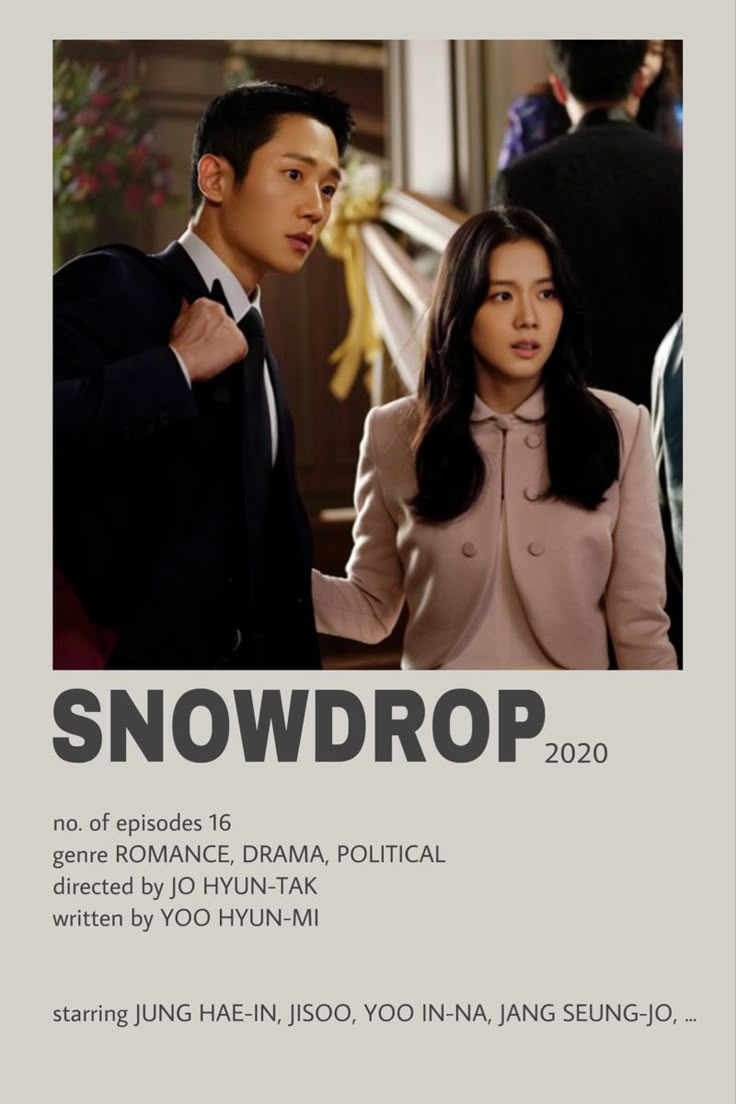 SNOWDROP 2020
no. of episodes 16
genre ROMANCE, DRAMA, POLITICAL
directed by JO HYUN-TAK
written by YOO HYUN-MI
starring JUNG HAE-IN, JISOO, YOO IN-NA, JANG SEUNG-JO, ...